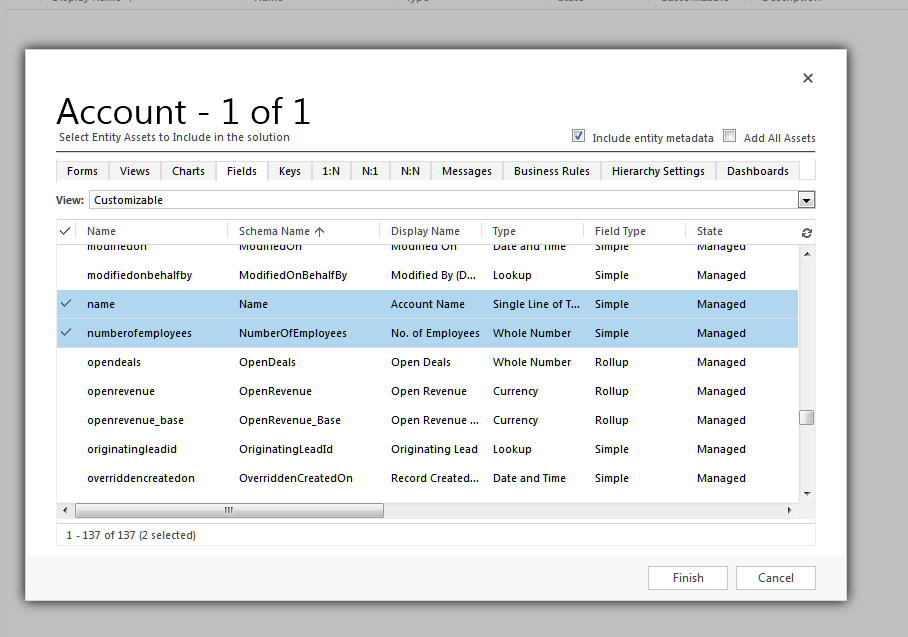 Account - 1 of 1
Select Entity Assets to Include in the solution
Include entity metadata Add All Assets
Forms Views Charts Fields Keys 1:N N:1 N:N Messages Business Rules Hierarchy Settings Dashboards
View: Customizable
Name Schema Name Display Name Type Field Type State
modifiedon ModifiedOn Modified On Date and Time Simple Managed
modifiedonbehalfby ModifiedOnBehalfBy Modified By (D... Lookup Simple Managed
name Name Account Name Single Line of T... Simple Managed
numberofemployees NumberOfEmployees No. of Employees Whole Number Simple Managed
opendeals OpenDeals Open Deals Whole Number Rollup Managed
openrevenue OpenRevenue Open Revenue Currency Rollup Managed
openrevenue_base OpenRevenue_Base Open Revenue ... Currency Rollup Managed
originatingleadid OriginatingLeadId Originating Lead Lookup Simple Managed
overriddencreatedon OverriddenCreatedOn Record Created... Date and Time Simple Managed
1 - 137 of 137 (2 selected)
Finish Cancel